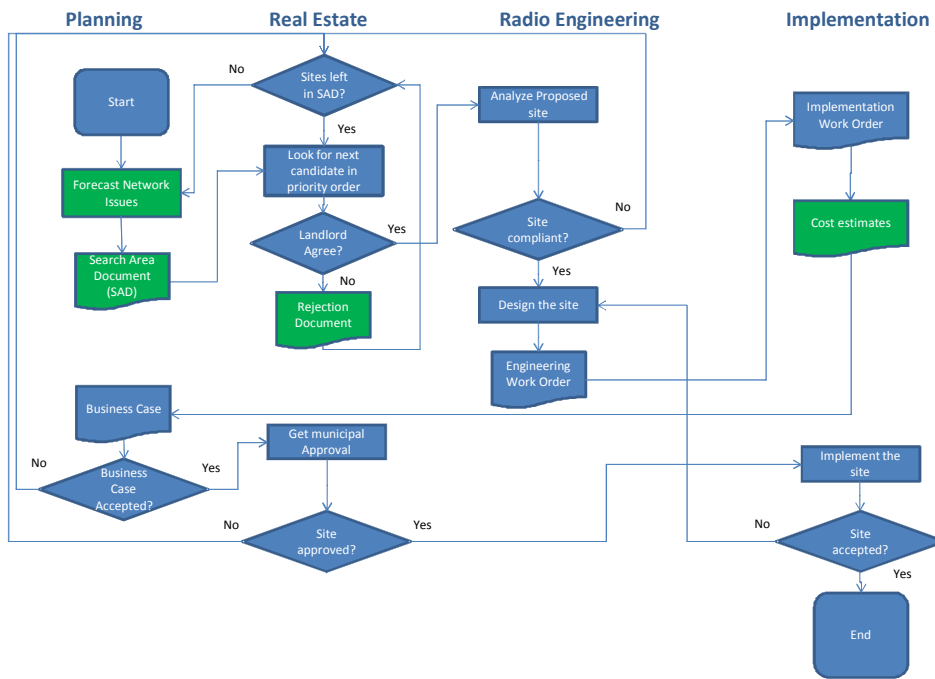 Planning
Real Estate
Radio Engineering
Implementation
No
Sites left
in SAD?
Start
Analyze Proposed
site
Implementation
Work Order
Yes
Look for next
candidate in
priority order
Forecast Network
Issues
No
Landlord
Agree?
Yes
Site
compliant?
Cost estimates
Search Area
Document
(SAD)
No
Yes
Rejection
Document
Design the site
Engineering
Work Order
Business Case
Get municipal
Approval
No
Business
Case
Accepted?
Yes
Implement the
site
No
Site
approved?
Yes
No
Site
accepted?
Yes
End